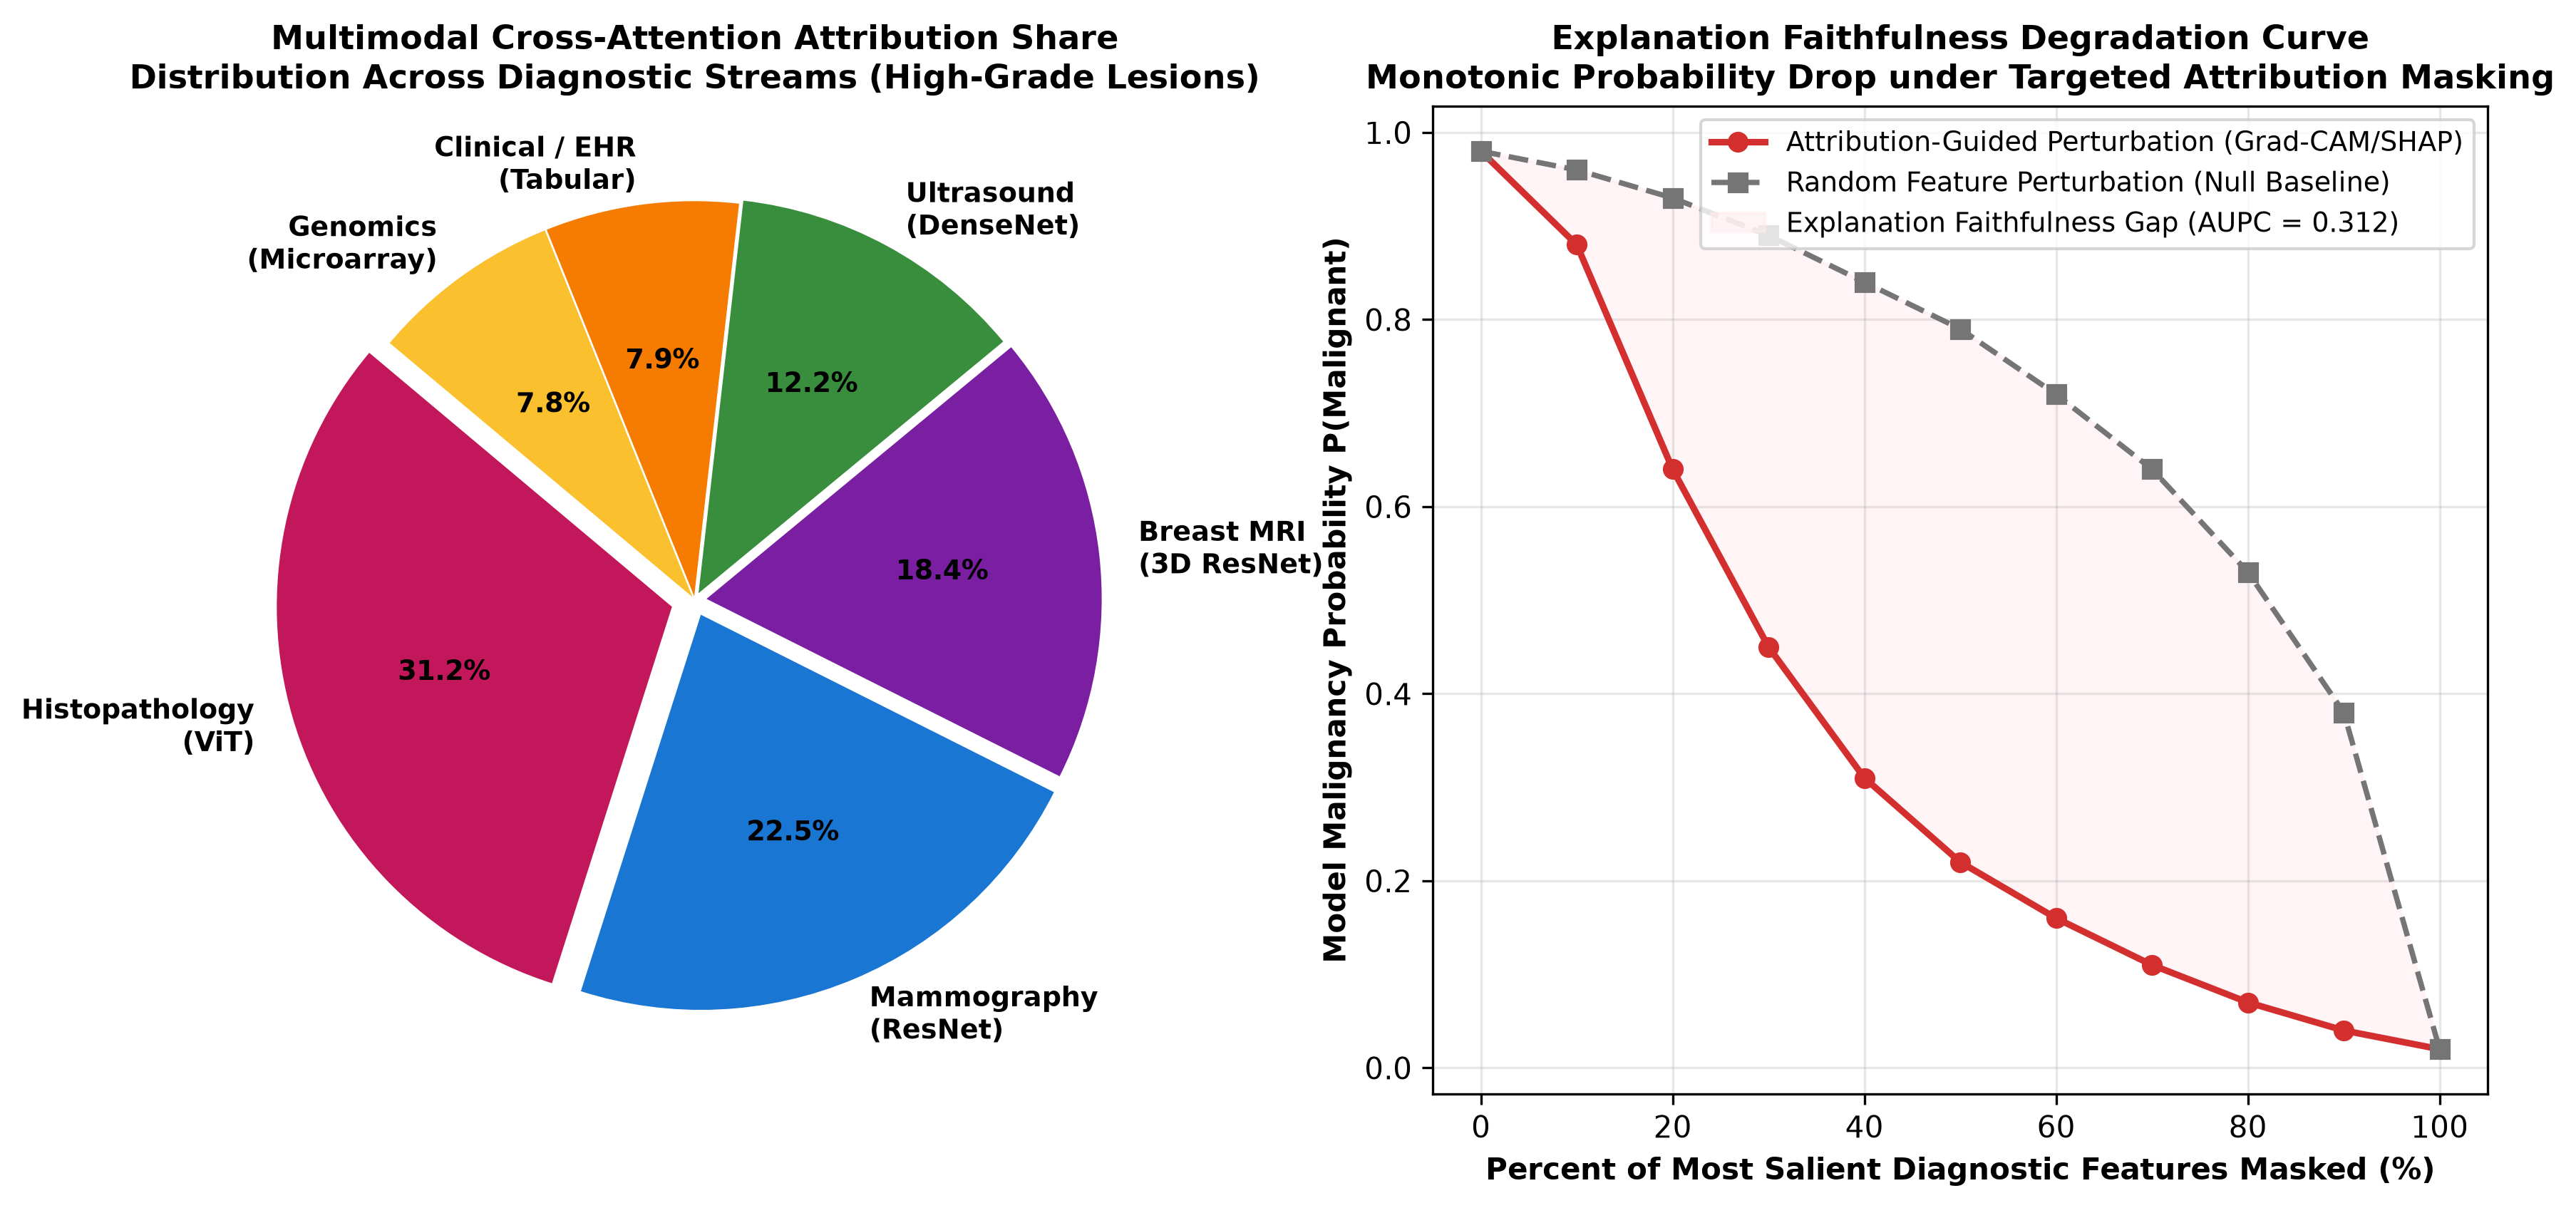 Multimodal Cross-Attention Attribution Share
Distribution Across Diagnostic Streams (High-Grade Lesions)
Clinical / EHR
(Tabular)
Ultrasound
(DenseNet)
Genomics
(Microarray)
7.9%
12.2%
7.8%
Breast MRI
(3D ResNet)
18.4%
31.2%
Histopathology
(ViT)
22.5%
Mammography
(ResNet)
Explanation Faithfulness Degradation Curve
Monotonic Probability Drop under Targeted Attribution Masking
Attribution-Guided Perturbation (Grad-CAM/SHAP)
Random Feature Perturbation (Null Baseline)
Explanation Faithfulness Gap (AUPC = 0.312)
Model Malignancy Probability P(Malignant)
1.0
0.8
0.6
0.4
0.2
0.0
0 20 40 60 80 100
Percent of Most Salient Diagnostic Features Masked (%)